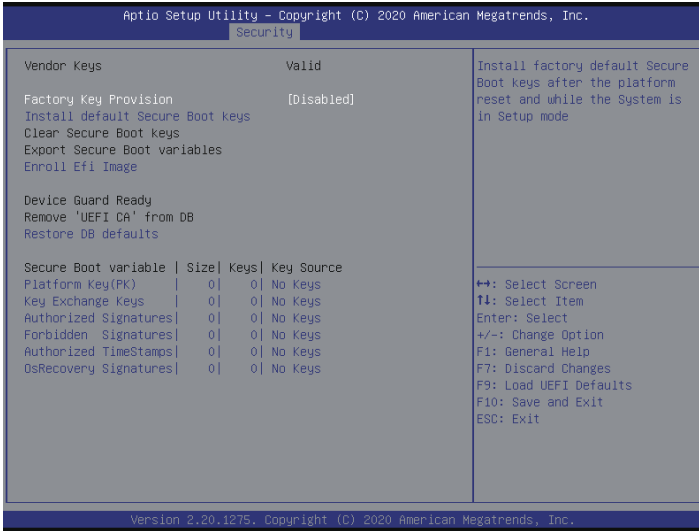 Aptio Setup Utility – Copyright (C) 2020 American Megatrends, Inc.
Security
Vendor Keys Valid
Factory Key Provision [Disabled]
Install default Secure Boot keys
Clear Secure Boot keys
Export Secure Boot variables
Enroll Efi Image
Device Guard Ready
Remove 'UEFI CA' from DB
Restore DB defaults
Secure Boot variable | Size| Keys| Key Source
Platform Key(PK) | 0| 0| No Keys
Key Exchange Keys | 0| 0| No Keys
Authorized Signatures| 0| 0| No Keys
Forbidden Signatures| 0| 0| No Keys
Authorized TimeStamps| 0| 0| No Keys
OsRecovery Signatures| 0| 0| No Keys
Install factory default Secure
Boot keys after the platform
reset and while the System is
in Setup mode
↔: Select Screen
↑↓: Select Item
Enter: Select
+/-: Change Option
F1: General Help
F7: Discard Changes
F9: Load UEFI Defaults
F10: Save and Exit
ESC: Exit
Version 2.20.1275. Copyright (C) 2020 American Megatrends, Inc.